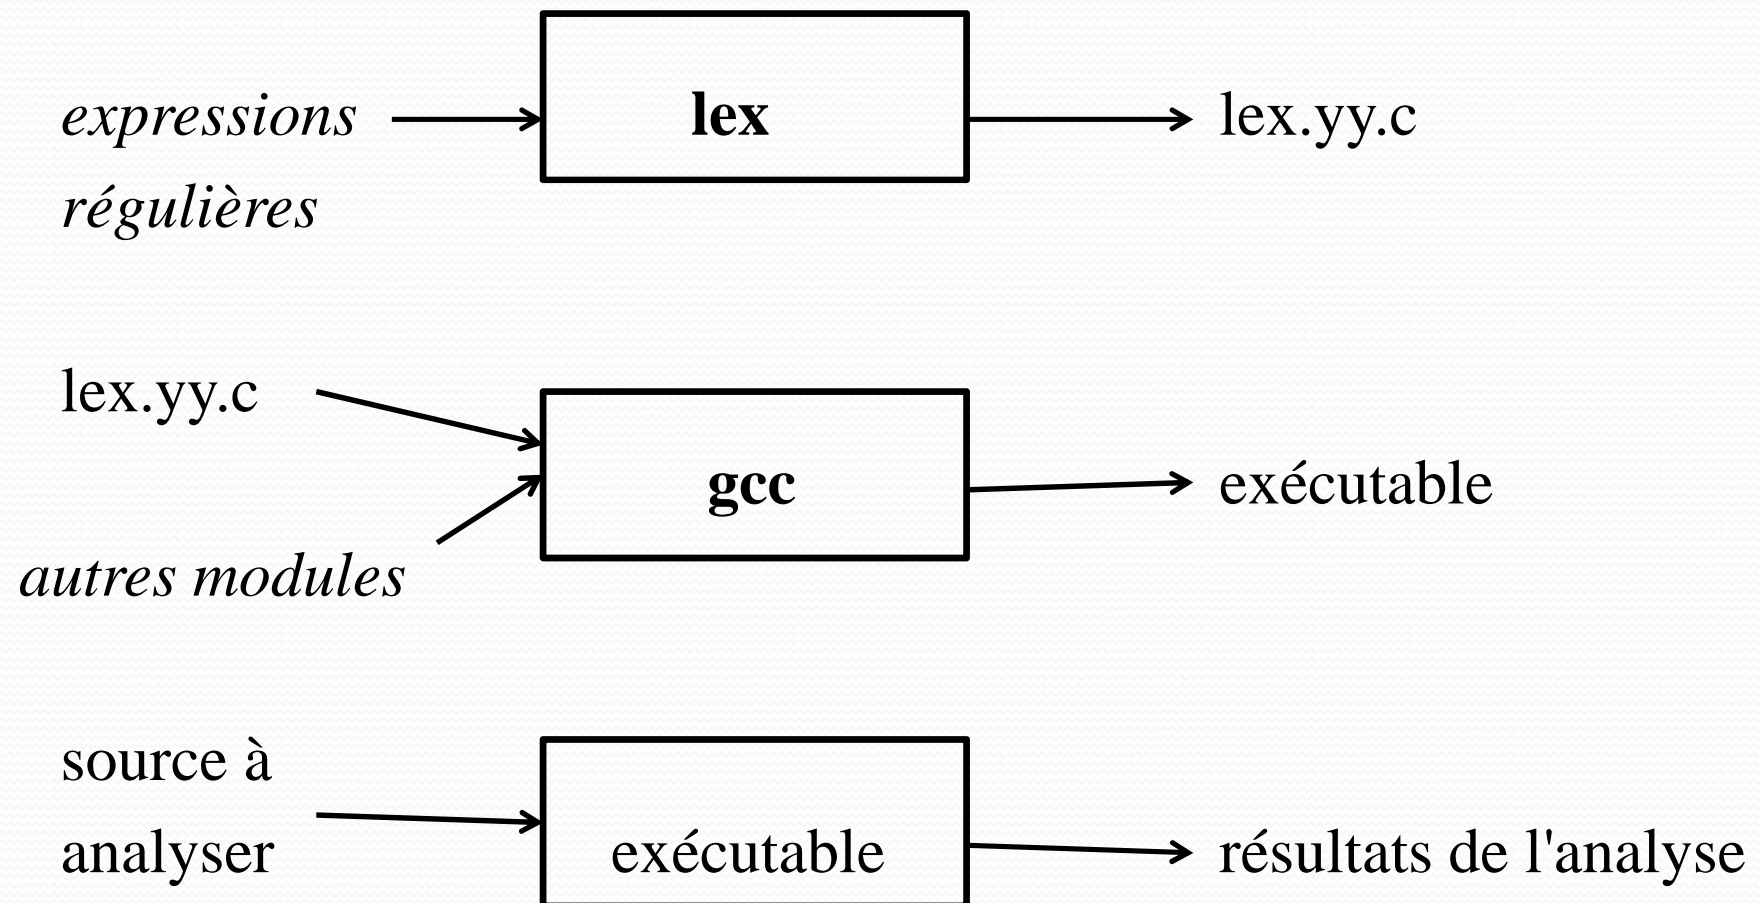 expressions
régulières
lex
lex.yy.c
lex.yy.c
autres modules
gcc
exécutable
source à
analyser
exécutable
résultats de l'analyse